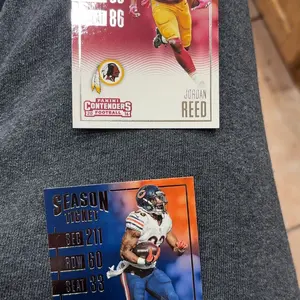 86
JORDAN
REED
PANINI
CONTENDERS
FOOTBALL
SEASON
TICKET
SEC 211
ROW 60
SEAT 33